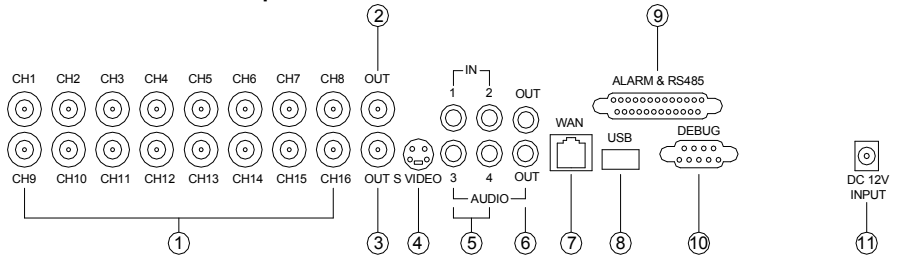 ② ⑨
CH1 CH2 CH3 CH4 CH5 CH6 CH7 CH8 OUT IN ALARM & RS485
1 2 OUT
WAN USB DEBUG
CH9 CH10 CH11 CH12 CH13 CH14 CH15 CH16 OUT S VIDEO 3 4 OUT DC 12V
AUDIO INPUT
① ③ ④ ⑤ ⑥ ⑦ ⑧ ⑩ ⑪